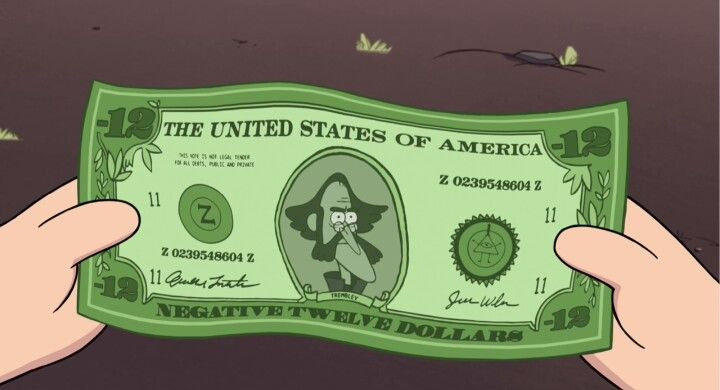 -12
THE UNITED STATES OF AMERICA
-12
THIS NOTE IS NOT LEGAL TENDER
FOR ALL DEBTS, PUBLIC AND PRIVATE
Z 0239548604 Z
11
11
Z
Z 0239548604 Z
11
11
TREMBLEY
-12
NEGATIVE TWELVE DOLLARS
-12